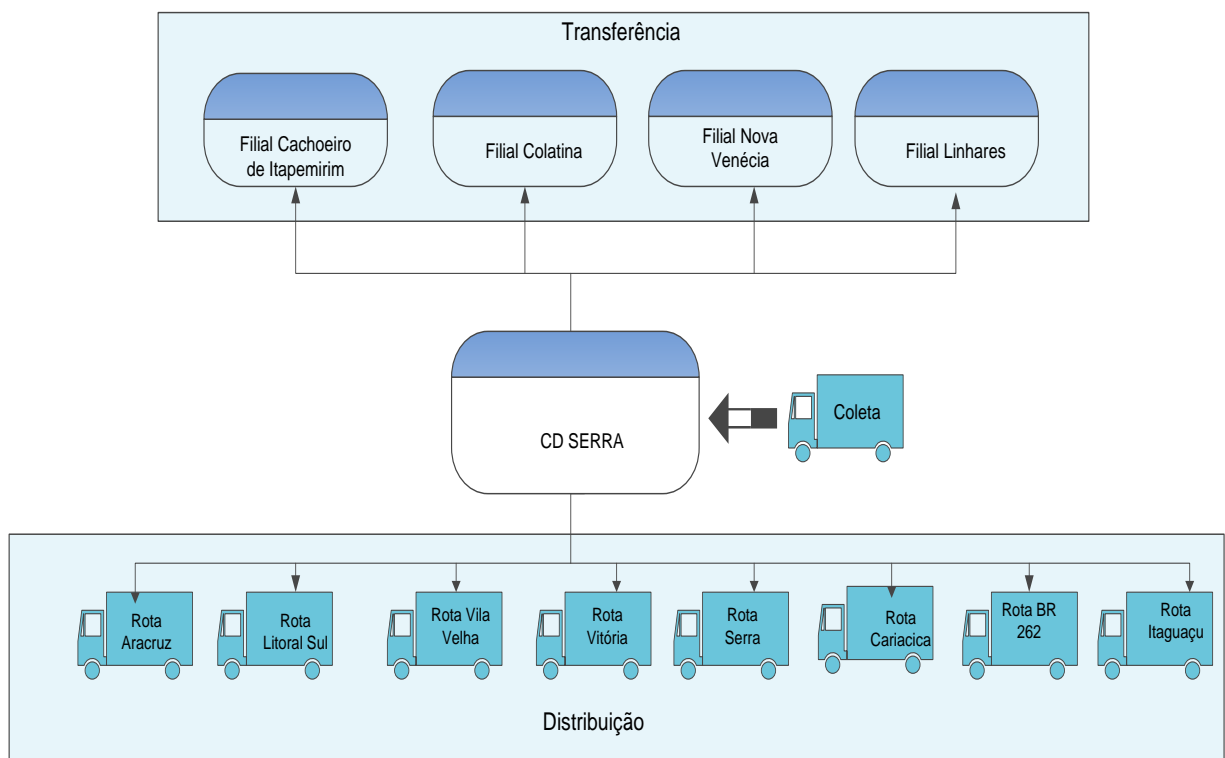 Transferência
Filial Cachoeiro
de Itapemirim
Filial Colatina
Filial Nova
Venécia
Filial Linhares
CD SERRA
Coleta
Rota
Aracruz
Rota
Litoral Sul
Rota Vila
Velha
Rota
Vitória
Rota
Serra
Rota
Cariacica
Rota BR
262
Rota
Itaguaçu
Distribuição